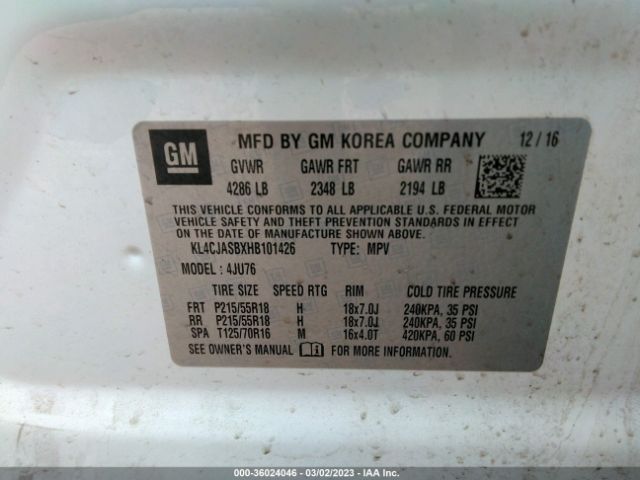 GM MFD BY GM KOREA COMPANY 12/16
GVWR GAWR FRT GAWR RR
4286 LB 2348 LB 2194 LB
THIS VEHICLE CONFORMS TO ALL APPLICABLE U.S. FEDERAL MOTOR
VEHICLE SAFETY AND THEFT PREVENTION STANDARDS IN EFFECT
ON THE DATE OF MANUFACTURE SHOWN ABOVE.
KL4CJASBXHB101426 TYPE: MPV
MODEL: 4JU76
TIRE SIZE SPEED RTG RIM COLD TIRE PRESSURE
FRT P215/55R18 H 18x7.0J 240KPA, 35 PSI
RR P215/55R18 H 18x7.0J 240KPA, 35 PSI
SPA T125/70R16 M 16x4.0T 420KPA, 60 PSI
SEE OWNER'S MANUAL FOR MORE INFORMATION.
000-36024046 — 03/02/2023 — IAA Inc.